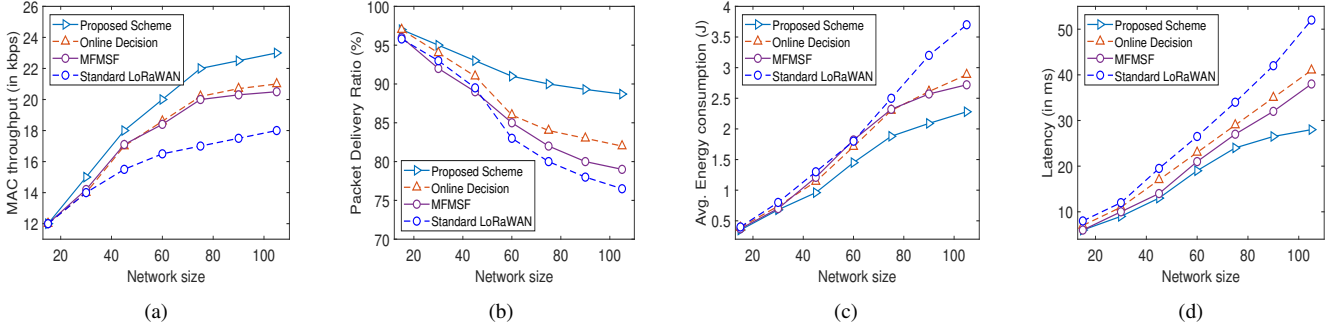 MAC throughput (in kbps)
26
24
22
20
18
16
14
12
20 40 60 80 100
Network size
Proposed Scheme
Online Decision
MFMSF
Standard LoRaWAN
(a)
Packet Delivery Ratio (%)
100
95
90
85
80
75
70
20 40 60 80 100
Network size
Proposed Scheme
Online Decision
MFMSF
Standard LoRaWAN
(b)
Avg. Energy consumption (J)
4
3.5
3
2.5
2
1.5
1
0.5
20 40 60 80 100
Network size
Proposed Scheme
Online Decision
MFMSF
Standard LoRaWAN
(c)
Latency (in ms)
50
40
30
20
10
20 40 60 80 100
Network size
Proposed Scheme
Online Decision
MFMSF
Standard LoRaWAN
(d)